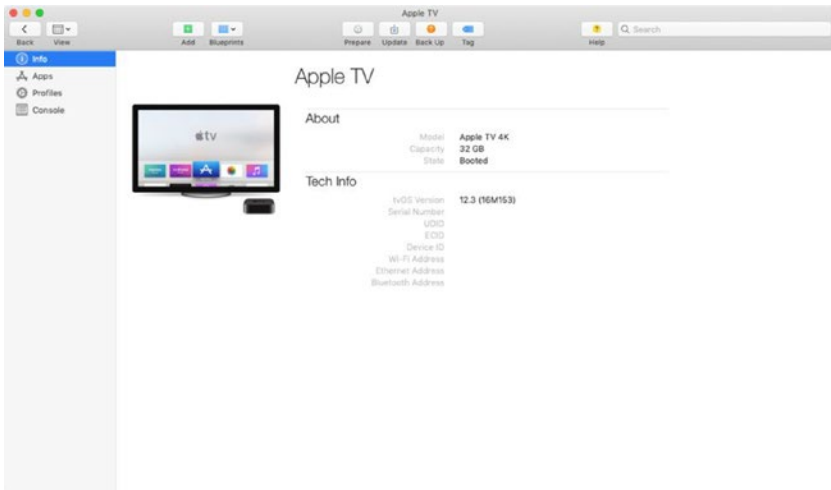 Apple TV
Back View Add Blueprints Prepare Update Back Up Tag Help Search
Info
Apps
Profiles
Console
Apple TV
tv
About
Model Apple TV 4K
Capacity 32 GB
State Booted
Tech Info
tvOS Version 12.3 (16M153)
Serial Number
UDID
ECID
Device ID
Wi-Fi Address
Ethernet Address
Bluetooth Address